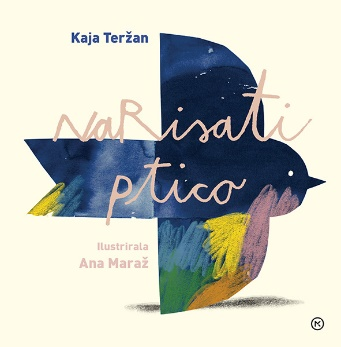 Kaja Teržan
NaRisati
ptico
Ilustrirala
Ana Maraž
M